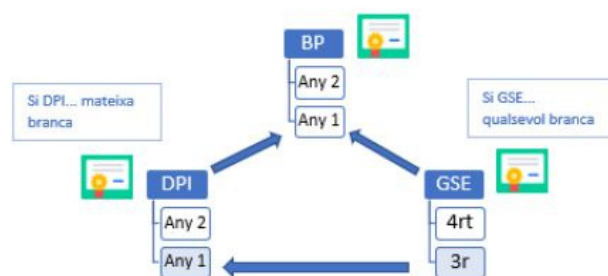 BP
Any 2
Any 1
Si DPI... mateixa
branca
Si GSE...
qualsevol branca
DPI
Any 2
Any 1
GSE
4rt
3r